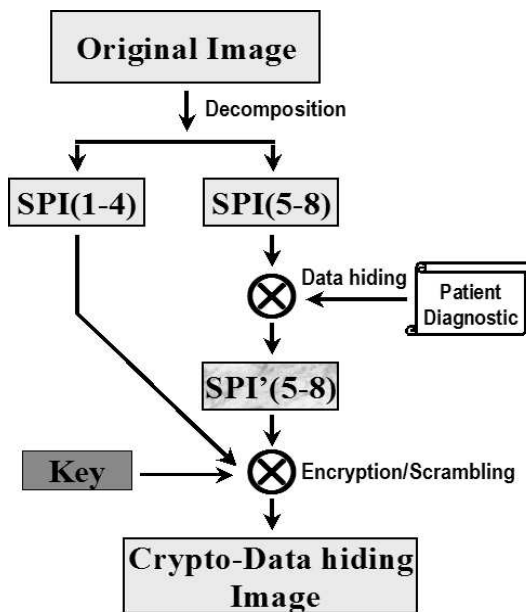 Original Image
Decomposition
SPI(1-4)
SPI(5-8)
Data hiding
Patient
Diagnostic
SPI'(5-8)
Key
Encryption/Scrambling
Crypto-Data hiding
Image